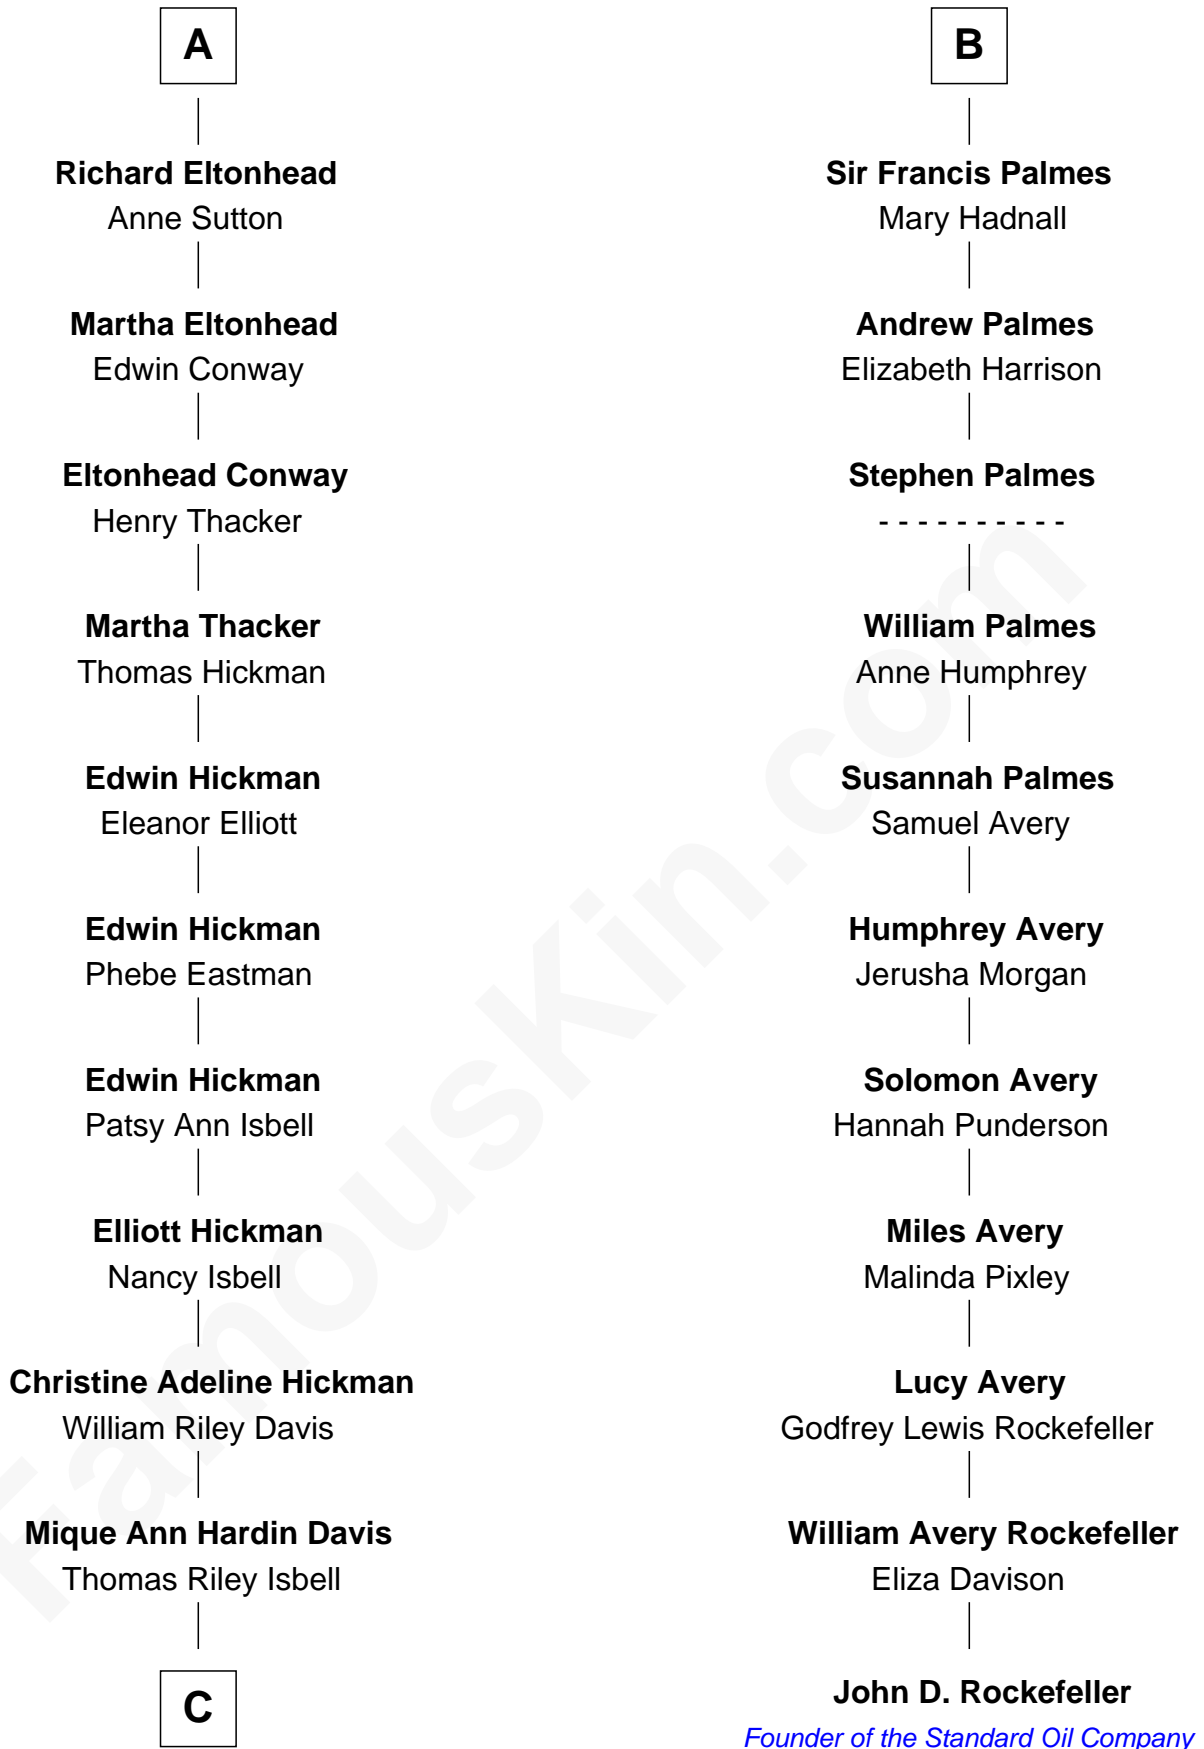 A
Richard Eltonhead
Anne Sutton
Martha Eltonhead
Edwin Conway
Eltonhead Conway
Henry Thacker
Martha Thacker
Thomas Hickman
Edwin Hickman
Eleanor Elliott
Edwin Hickman
Phebe Eastman
Edwin Hickman
Patsy Ann Isbell
Elliott Hickman
Nancy Isbell
Christine Adeline Hickman
William Riley Davis
Mique Ann Hardin Davis
Thomas Riley Isbell
C
B
Sir Francis Palmes
Mary Hadnall
Andrew Palmes
Elizabeth Harrison
Stephen Palmes
- - - - - - - - - -
William Palmes
Anne Humphrey
Susannah Palmes
Samuel Avery
Humphrey Avery
Jerusha Morgan
Solomon Avery
Hannah Punderson
Miles Avery
Malinda Pixley
Lucy Avery
Godfrey Lewis Rockefeller
William Avery Rockefeller
Eliza Davison
John D. Rockefeller
Founder of the Standard Oil Company
FamousKin.com